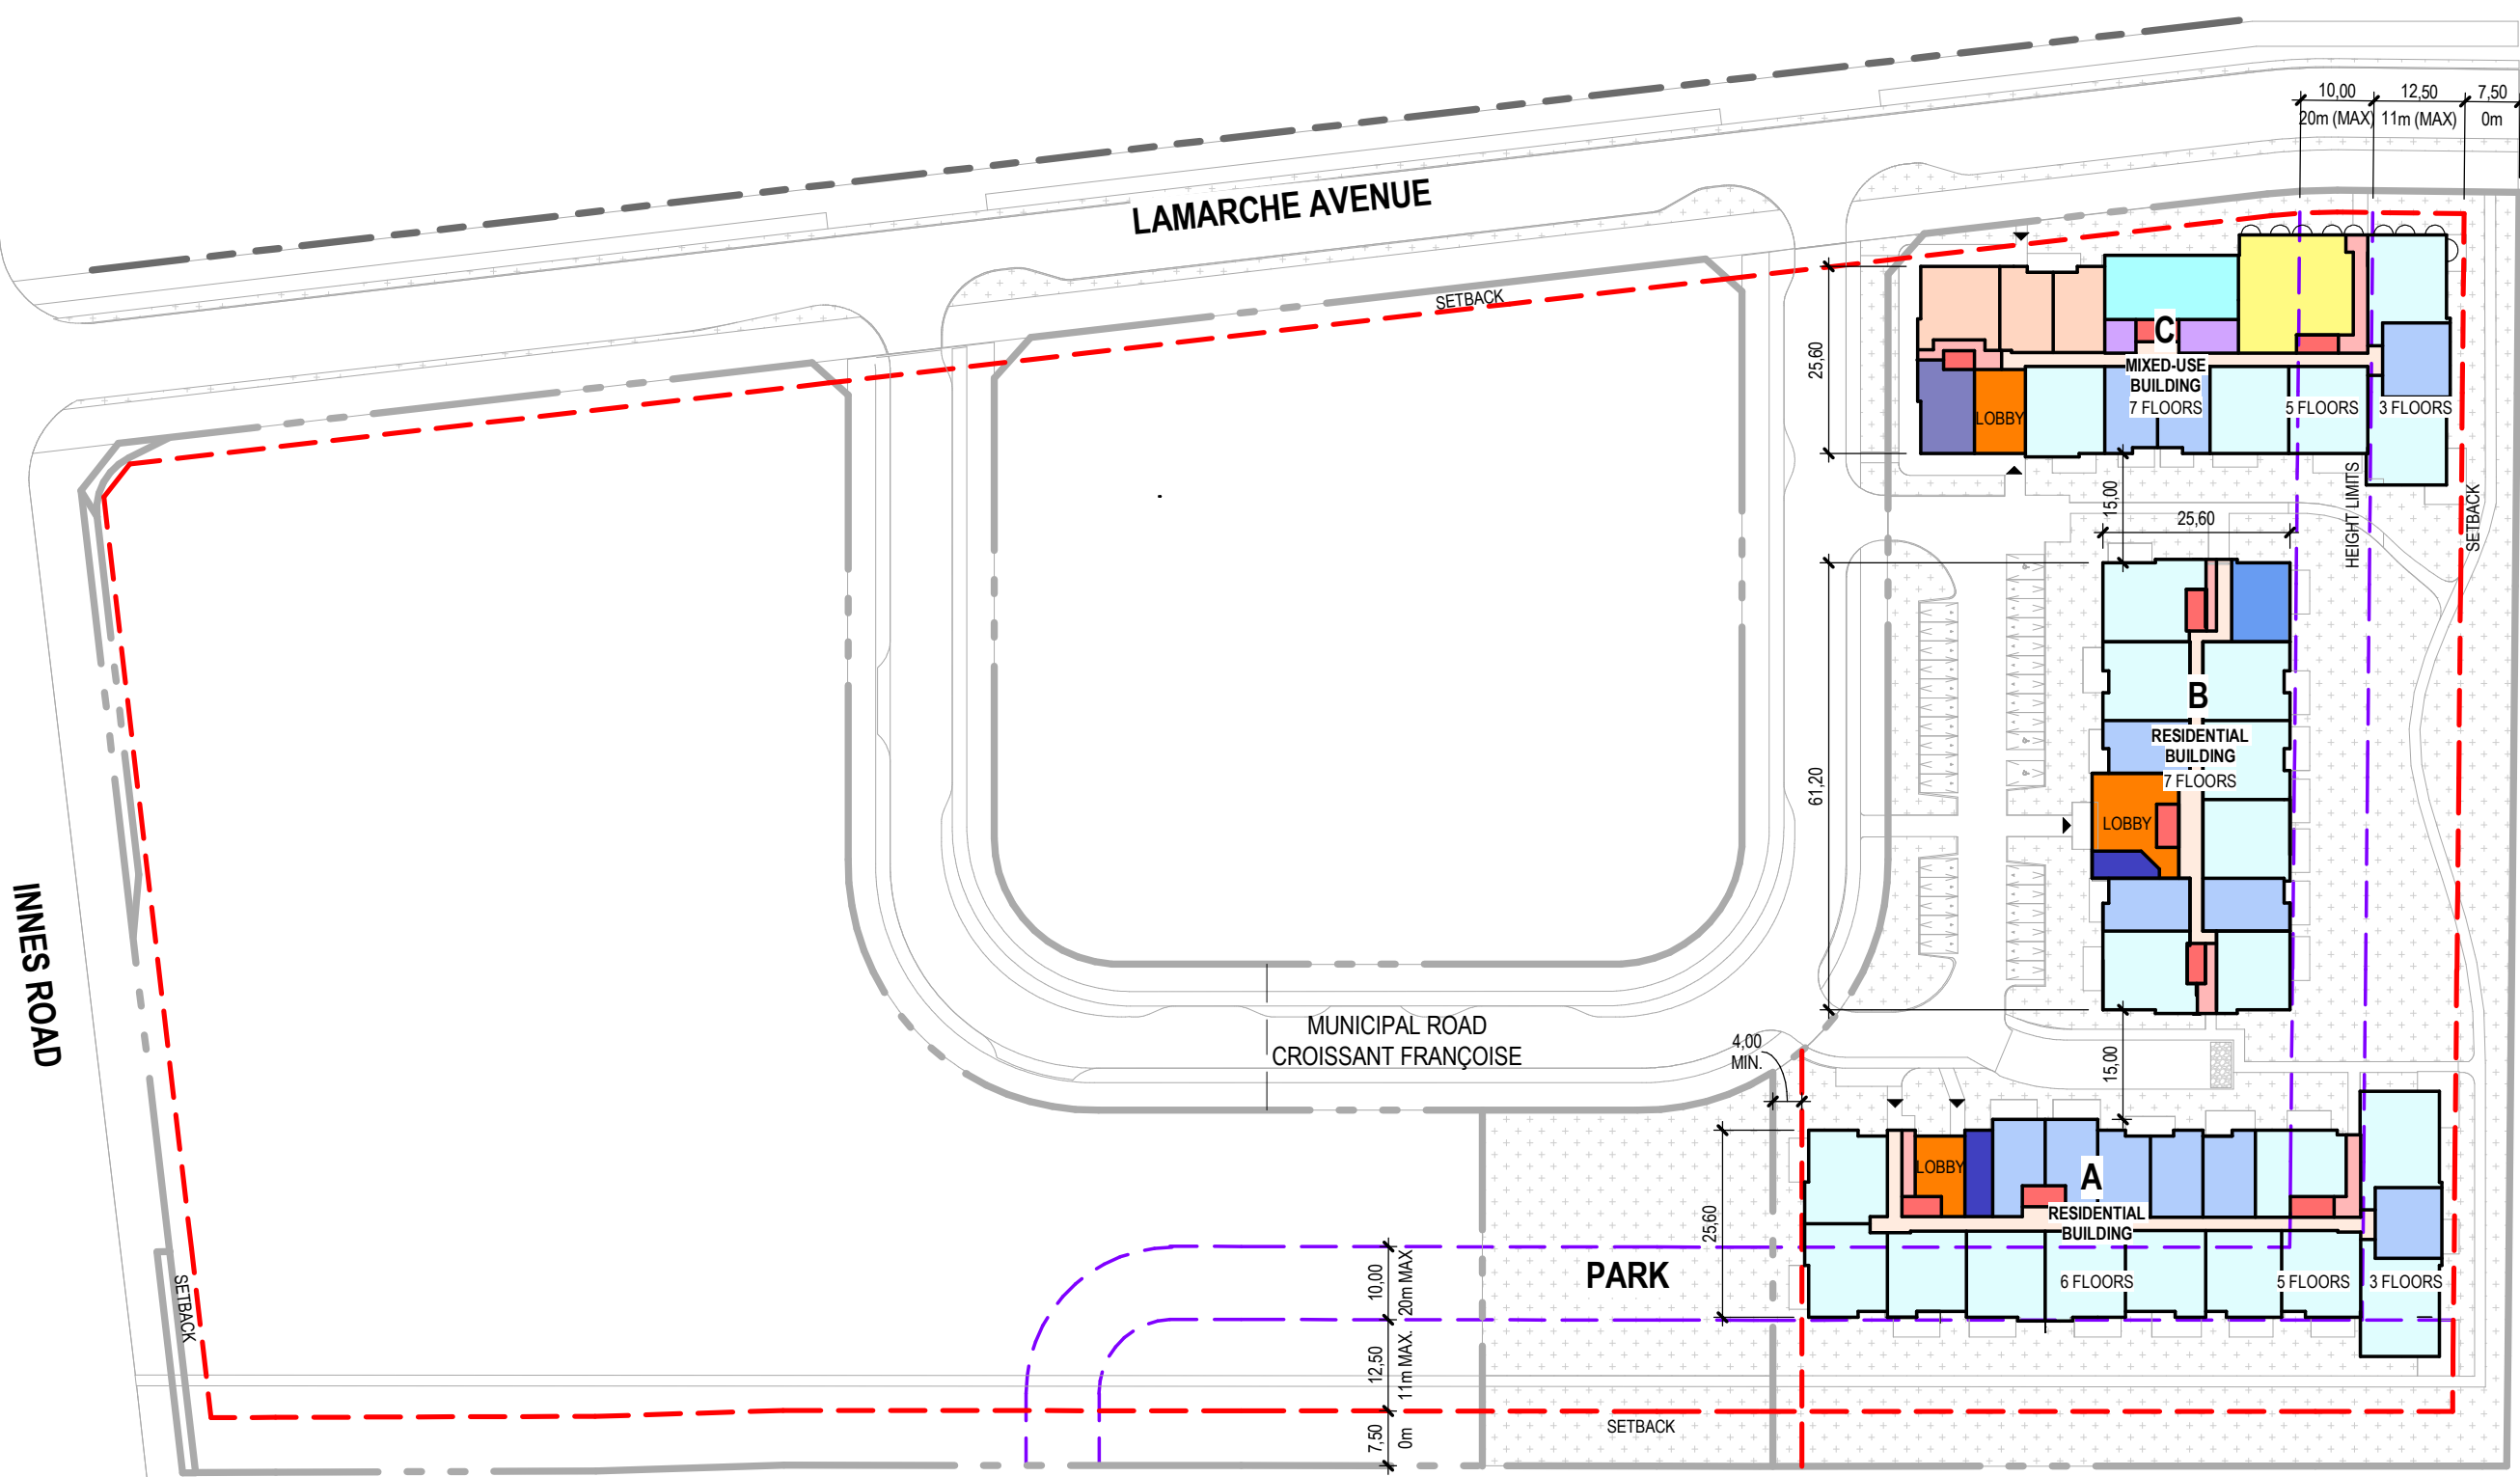 10,00
12,50
7,50
20m (MAX)
11m (MAX)
0m
LAMARCHE AVENUE
SETBACK
25,60
C
MIXED-USE
BUILDING
7 FLOORS
5 FLOORS
3 FLOORS
LOBBY
HEIGHT LIMITS
SETBACK
15,00
25,60
61,20
B
RESIDENTIAL
BUILDING
7 FLOORS
LOBBY
INNES ROAD
MUNICIPAL ROAD
CROISSANT FRANÇOISE
4,00
MIN.
15,00
25,60
LOBBY
A
RESIDENTIAL
BUILDING
6 FLOORS
5 FLOORS
3 FLOORS
PARK
SETBACK
10,00
20m MAX
12,50
11m MAX.
7,50
0m
SETBACK